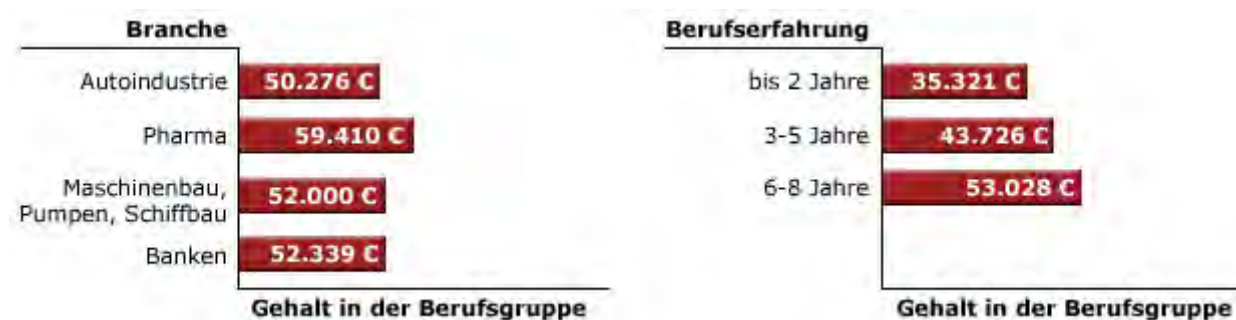 Branche
Autoindustrie
50.276 €
Pharma
59.410 €
Maschinenbau,
Pumpen, Schiffbau
52.000 €
Banken
52.339 €
Gehalt in der Berufsgruppe
Berufserfahrung
bis 2 Jahre
35.321 €
3-5 Jahre
43.726 €
6-8 Jahre
53.028 €
Gehalt in der Berufsgruppe